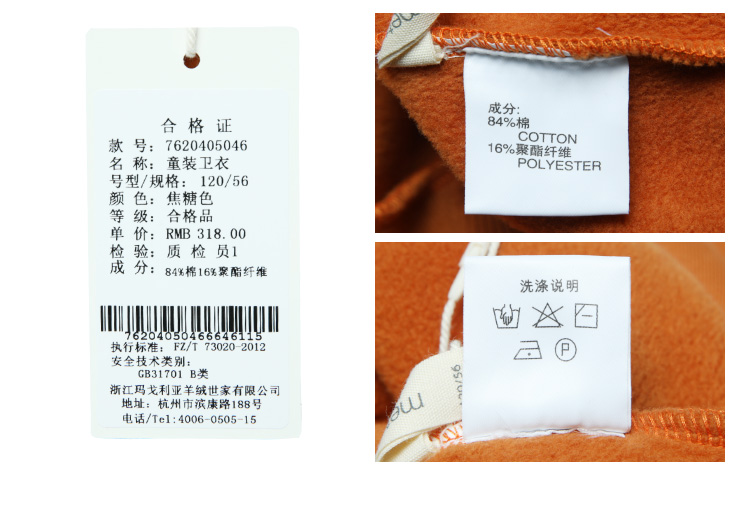 合格证
款 号: 7620405046
名 称: 童装卫衣
号型/规格: 120/56
颜 色: 焦糖色
等 级: 合格品
单 价: RMB 318.00
检 验: 质 检 员1
成 分: 84%棉16%聚酯纤维
76204050466646115
执行标准: FZ/T 73020-2012
安全技术类别:
GB31701 B类
浙江玛戈利亚羊绒世家有限公司
地址: 杭州市滨康路188号
电话/Tel:4006-0505-15
成分:
84%棉
COTTON
16%聚酯纤维
POLYESTER
洗涤说明
P
me
120/56